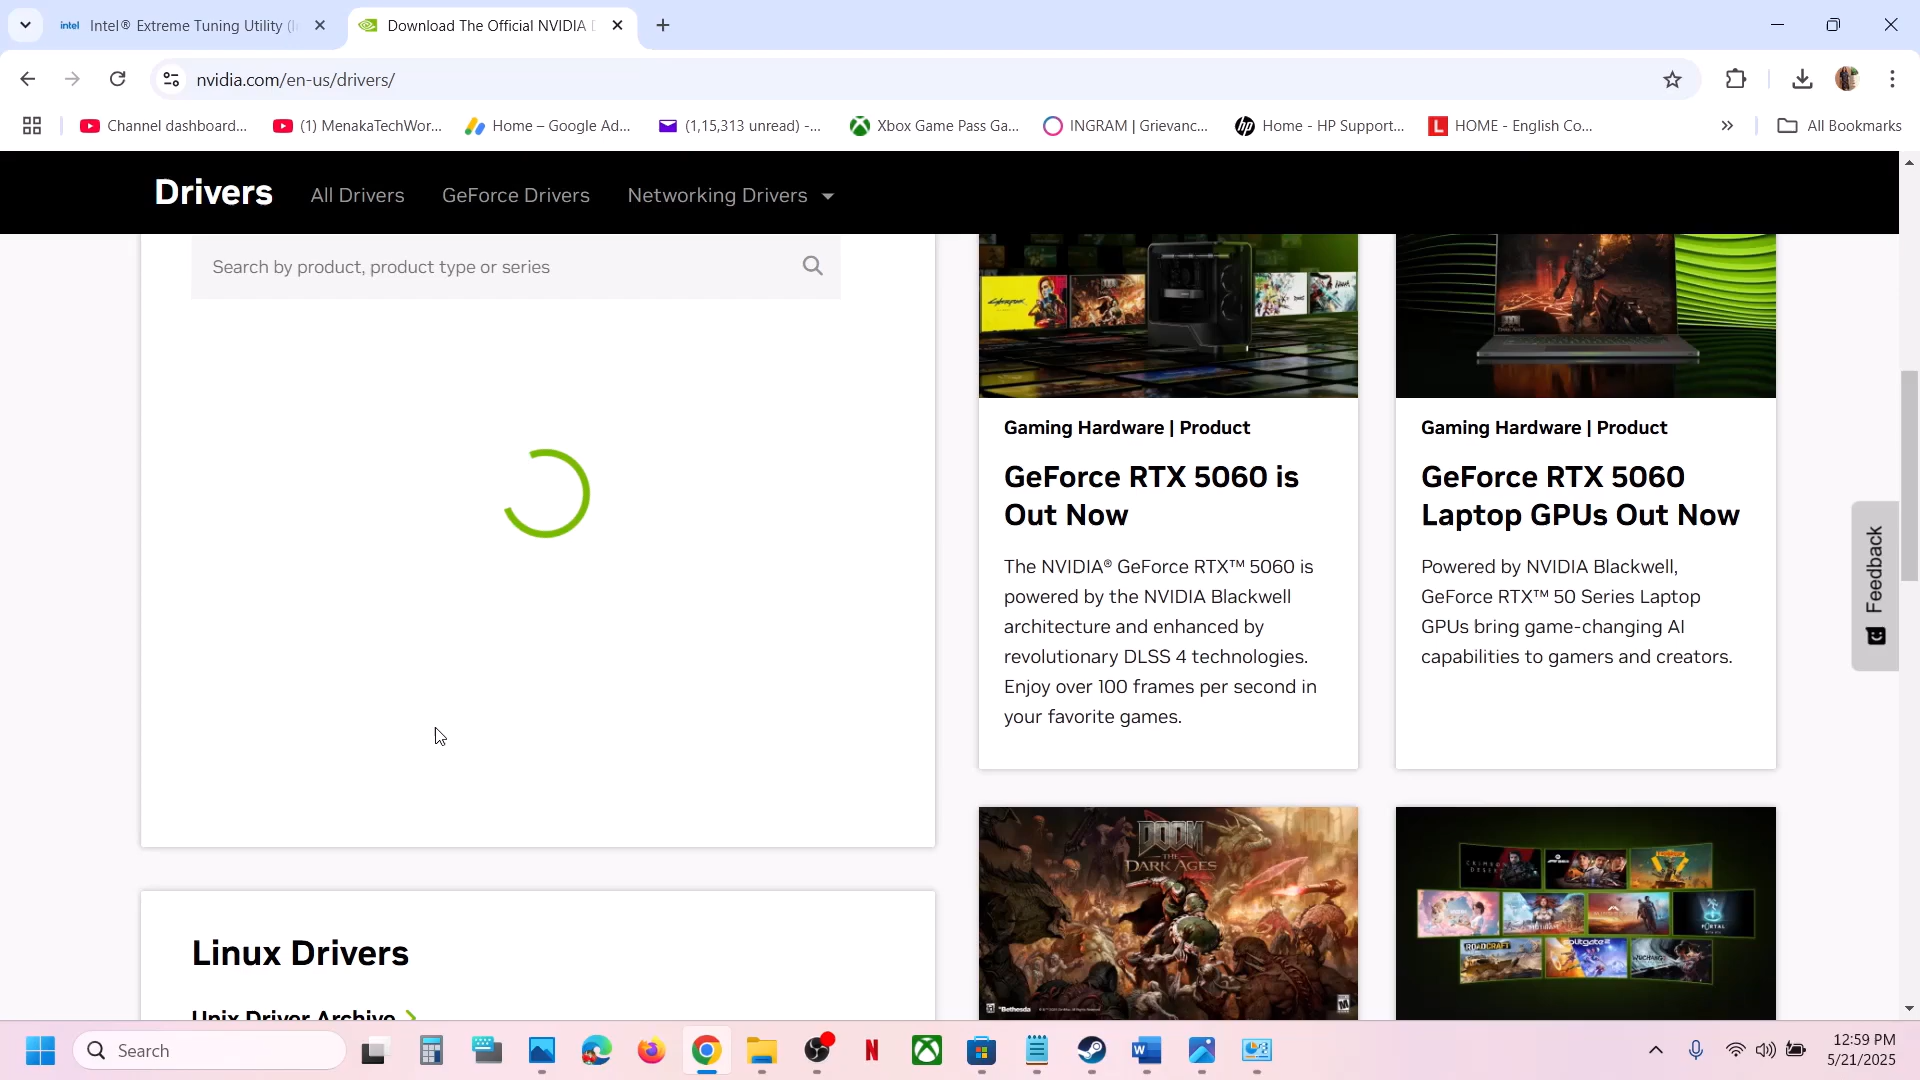 intel Intel® Extreme Tuning Utility (I
Download The Official NVIDIA D
nvidia.com/en-us/drivers/
Channel dashboard...
(1) MenakaTechWor...
Home – Google Ad...
(1,15,313 unread) -...
Xbox Game Pass Ga...
INGRAM | Grievanc...
Home - HP Support...
HOME - English Co...
All Bookmarks
Drivers
All Drivers
GeForce Drivers
Networking Drivers
Search by product, product type or series
Gaming Hardware | Product
GeForce RTX 5060 is
Out Now
The NVIDIA® GeForce RTX™ 5060 is
powered by the NVIDIA Blackwell
architecture and enhanced by
revolutionary DLSS 4 technologies.
Enjoy over 100 frames per second in
your favorite games.
Gaming Hardware | Product
GeForce RTX 5060
Laptop GPUs Out Now
Powered by NVIDIA Blackwell,
GeForce RTX™ 50 Series Laptop
GPUs bring game-changing AI
capabilities to gamers and creators.
Feedback
Linux Drivers
Unix Driver Archive
DOOM
THE
DARK AGES
Bethesda
ROADCRAFT
Search
12:59 PM
5/21/2025